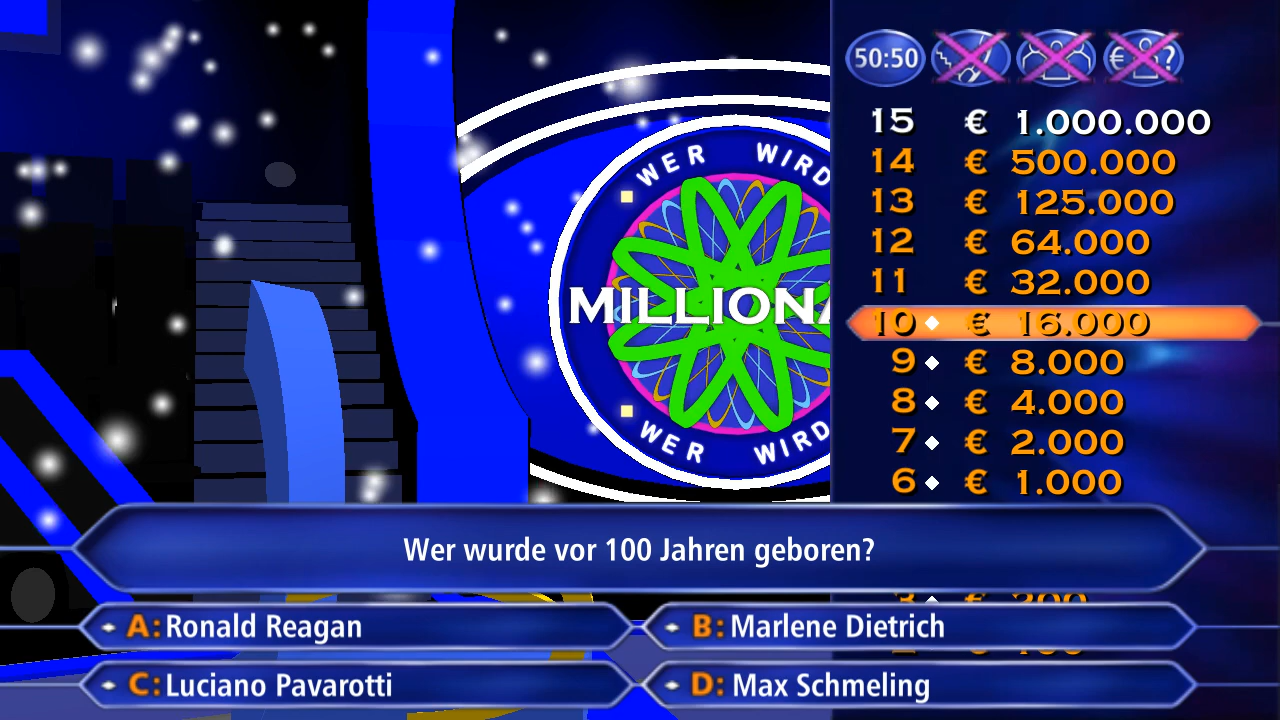 50:50
€ ?
15 € 1.000.000
14 € 500.000
13 € 125.000
12 € 64.000
11 € 32.000
10 € 16.000
9 € 8.000
8 € 4.000
7 € 2.000
6 € 1.000
WER WIRD
MILLIONA
WER WIRD
Wer wurde vor 100 Jahren geboren?
A: Ronald Reagan
B: Marlene Dietrich
C: Luciano Pavarotti
D: Max Schmeling